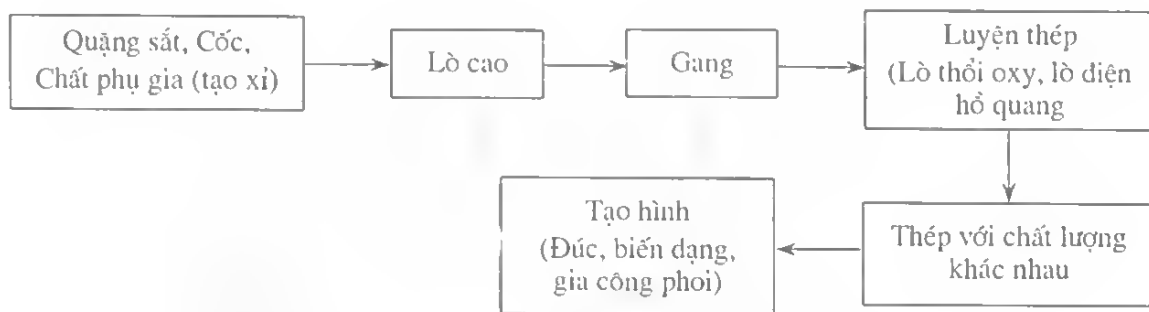 Quặng sắt, Cốc,
Chất phụ gia (tạo xỉ)
Lò cao
Gang
Luyện thép
(Lò thổi oxy, lò điện
hồ quang
Thép với chất lượng
khác nhau
Tạo hình
(Đúc, biến dạng,
gia công phoi)